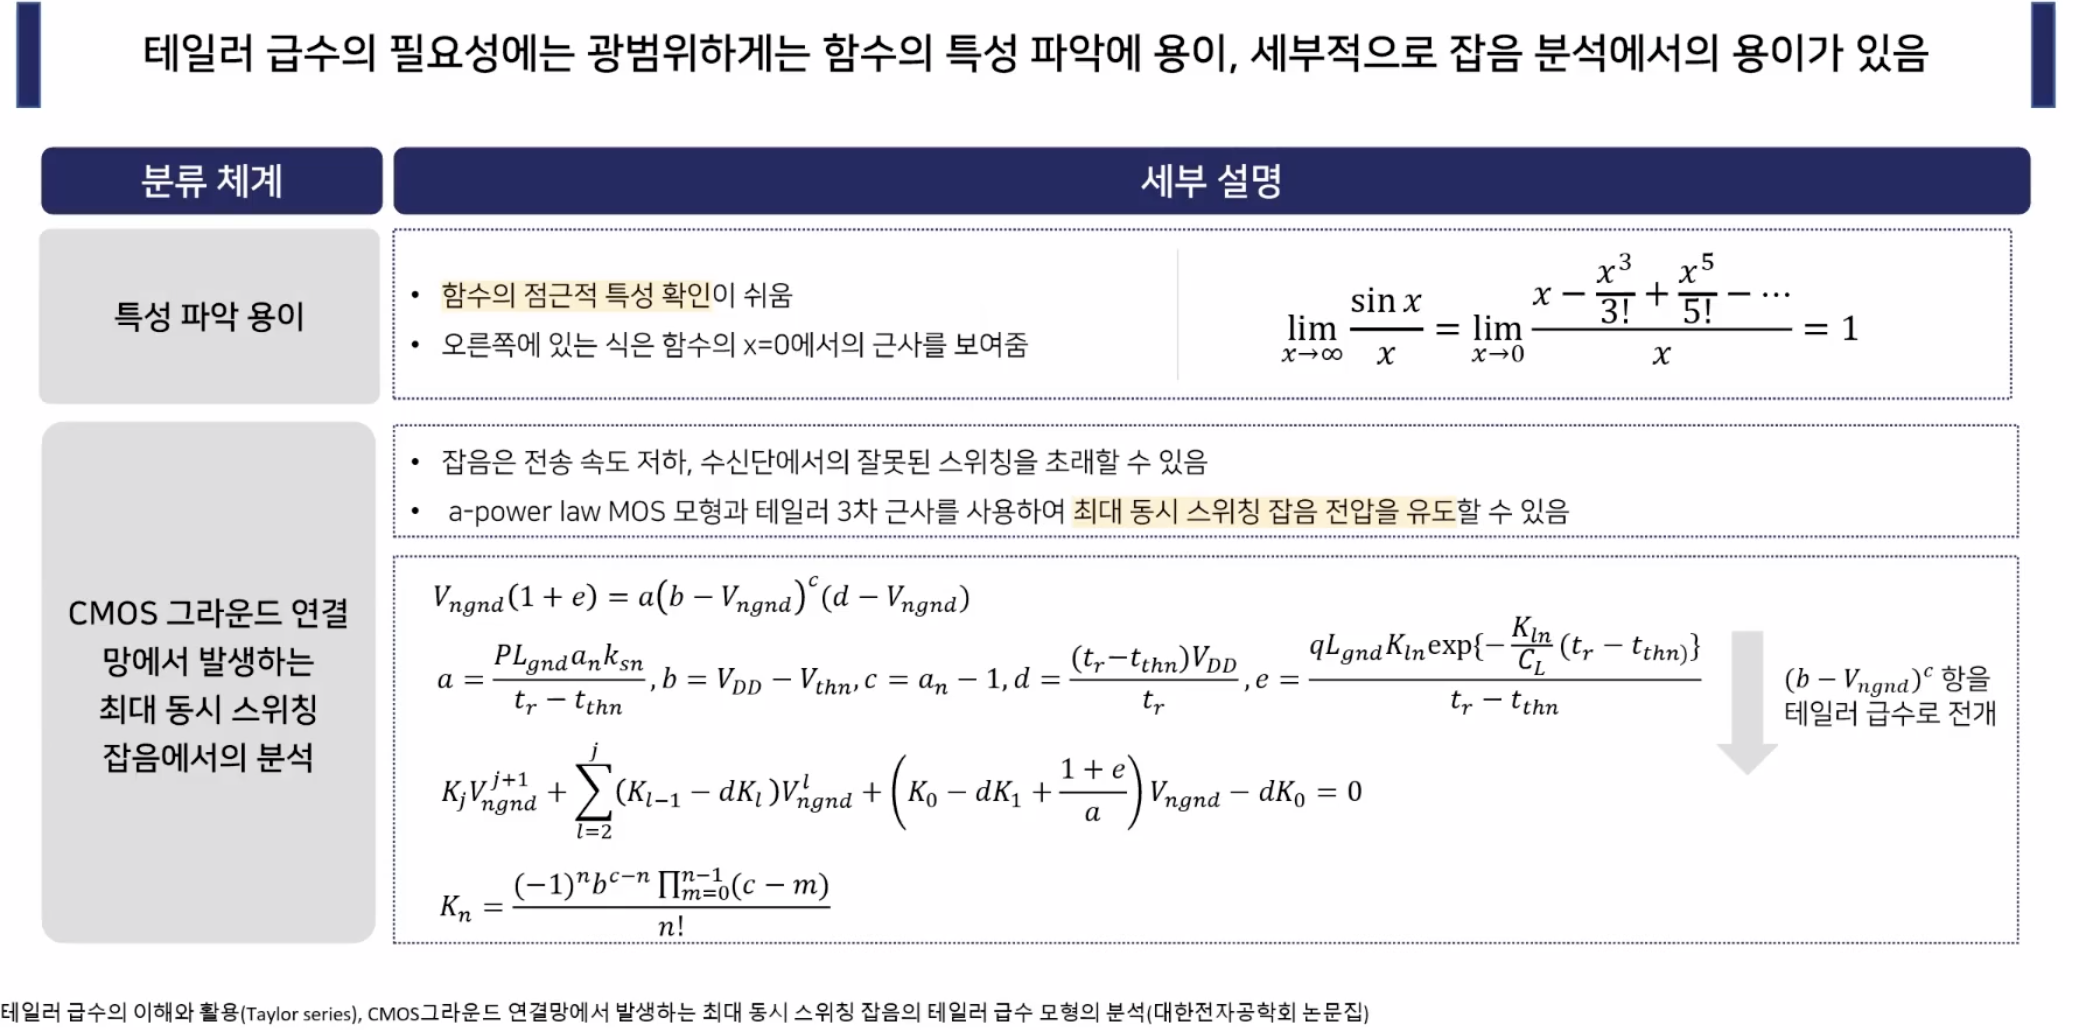 테일러 급수의 필요성에는 광범위하게는 함수의 특성 파악에 용이, 세부적으로 잡음 분석에서의 용이가 있음
분류 체계
세부 설명
특성 파악 용이
• 함수의 점근적 특성 확인이 쉬움
• 오른쪽에 있는 식은 함수의 x=0에서의 근사를 보여줌
$\lim_{x \to \infty} \frac{\sin x}{x} = \lim_{x \to 0} \frac{x - \frac{x^3}{3!} + \frac{x^5}{5!} - \cdots}{x} = 1$
CMOS 그라운드 연결
망에서 발생하는
최대 동시 스위칭
잡음에서의 분석
• 잡음은 전송 속도 저하, 수신단에서의 잘못된 스위칭을 초래할 수 있음
• a-power law MOS 모형과 테일러 3차 근사를 사용하여 최대 동시 스위칭 잡음 전압을 유도할 수 있음
$V_{ngnd}(1 + e) = a(b - V_{ngnd})^c(d - V_{ngnd})$
$a = \frac{PL_{gnd}a_nk_{sn}}{t_r - t_{thn}}, b = V_{DD} - V_{thn}, c = a_n - 1, d = \frac{(t_r - t_{thn})V_{DD}}{t_r}, e = \frac{qL_{gnd}K_{ln}\exp\{-\frac{K_{ln}}{C_L}(t_r - t_{thn)}\}}{t_r - t_{thn}}$
$(b - V_{ngnd})^c$ 항을
테일러 급수로 전개
$K_jV_{ngnd}^{j+1} + \sum_{l=2}^{j}(K_{l-1} - dK_l)V_{ngnd}^l + \left(K_0 - dK_1 + \frac{1 + e}{a}\right)V_{ngnd} - dK_0 = 0$
$K_n = \frac{(-1)^nb^{c-n}\prod_{m=0}^{n-1}(c - m)}{n!}$
테일러 급수의 이해와 활용(Taylor series), CMOS그라운드 연결망에서 발생하는 최대 동시 스위칭 잡음의 테일러 급수 모형의 분석(대한전자공학회 논문집)